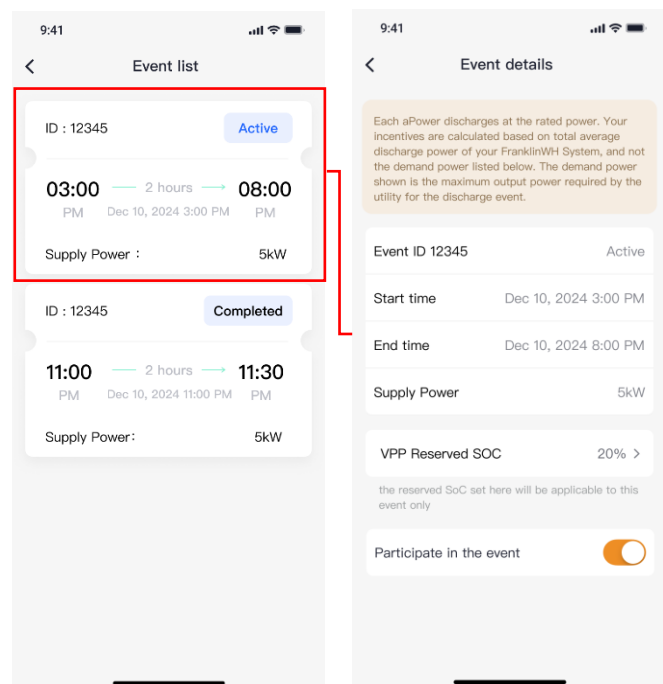 9:41
Event list
ID : 12345
Active
03:00 2 hours 08:00
PM Dec 10, 2024 3:00 PM PM
Supply Power : 5kW
ID : 12345
Completed
11:00 2 hours 11:30
PM Dec 10, 2024 11:00 PM PM
Supply Power: 5kW
9:41
Event details
Each aPower discharges at the rated power. Your
incentives are calculated based on total average
discharge power of your FranklinWH System, and not
the demand power listed below. The demand power
shown is the maximum output power required by the
utility for the discharge event.
Event ID 12345 Active
Start time Dec 10, 2024 3:00 PM
End time Dec 10, 2024 8:00 PM
Supply Power 5kW
VPP Reserved SOC 20% >
the reserved SoC set here will be applicable to this
event only
Participate in the event